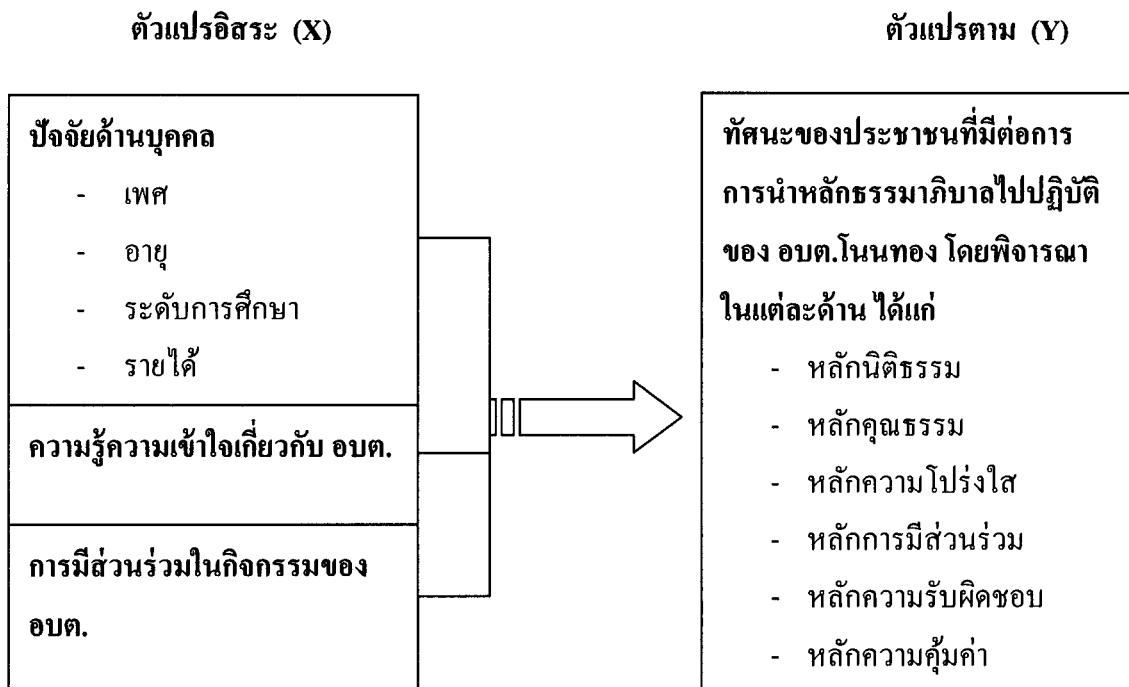 ตัวแปรอิสระ (X)
ตัวแปรตาม (Y)
ปัจจัยด้านบุคคล
- เพศ
- อายุ
- ระดับการศึกษา
- รายได้
ความรู้ความเข้าใจเกี่ยวกับ อบต.
การมีส่วนร่วมในกิจกรรมของ
อบต.
ทัศนะของประชาชนที่มีต่อการ
การนำหลักธรรมาภิบาลไปปฏิบัติ
ของ อบต.โนนทอง โดยพิจารณา
ในแต่ละด้าน ได้แก่
- หลักนิติธรรม
- หลักคุณธรรม
- หลักความโปร่งใส
- หลักการมีส่วนร่วม
- หลักความรับผิดชอบ
- หลักความคุ้มค่า